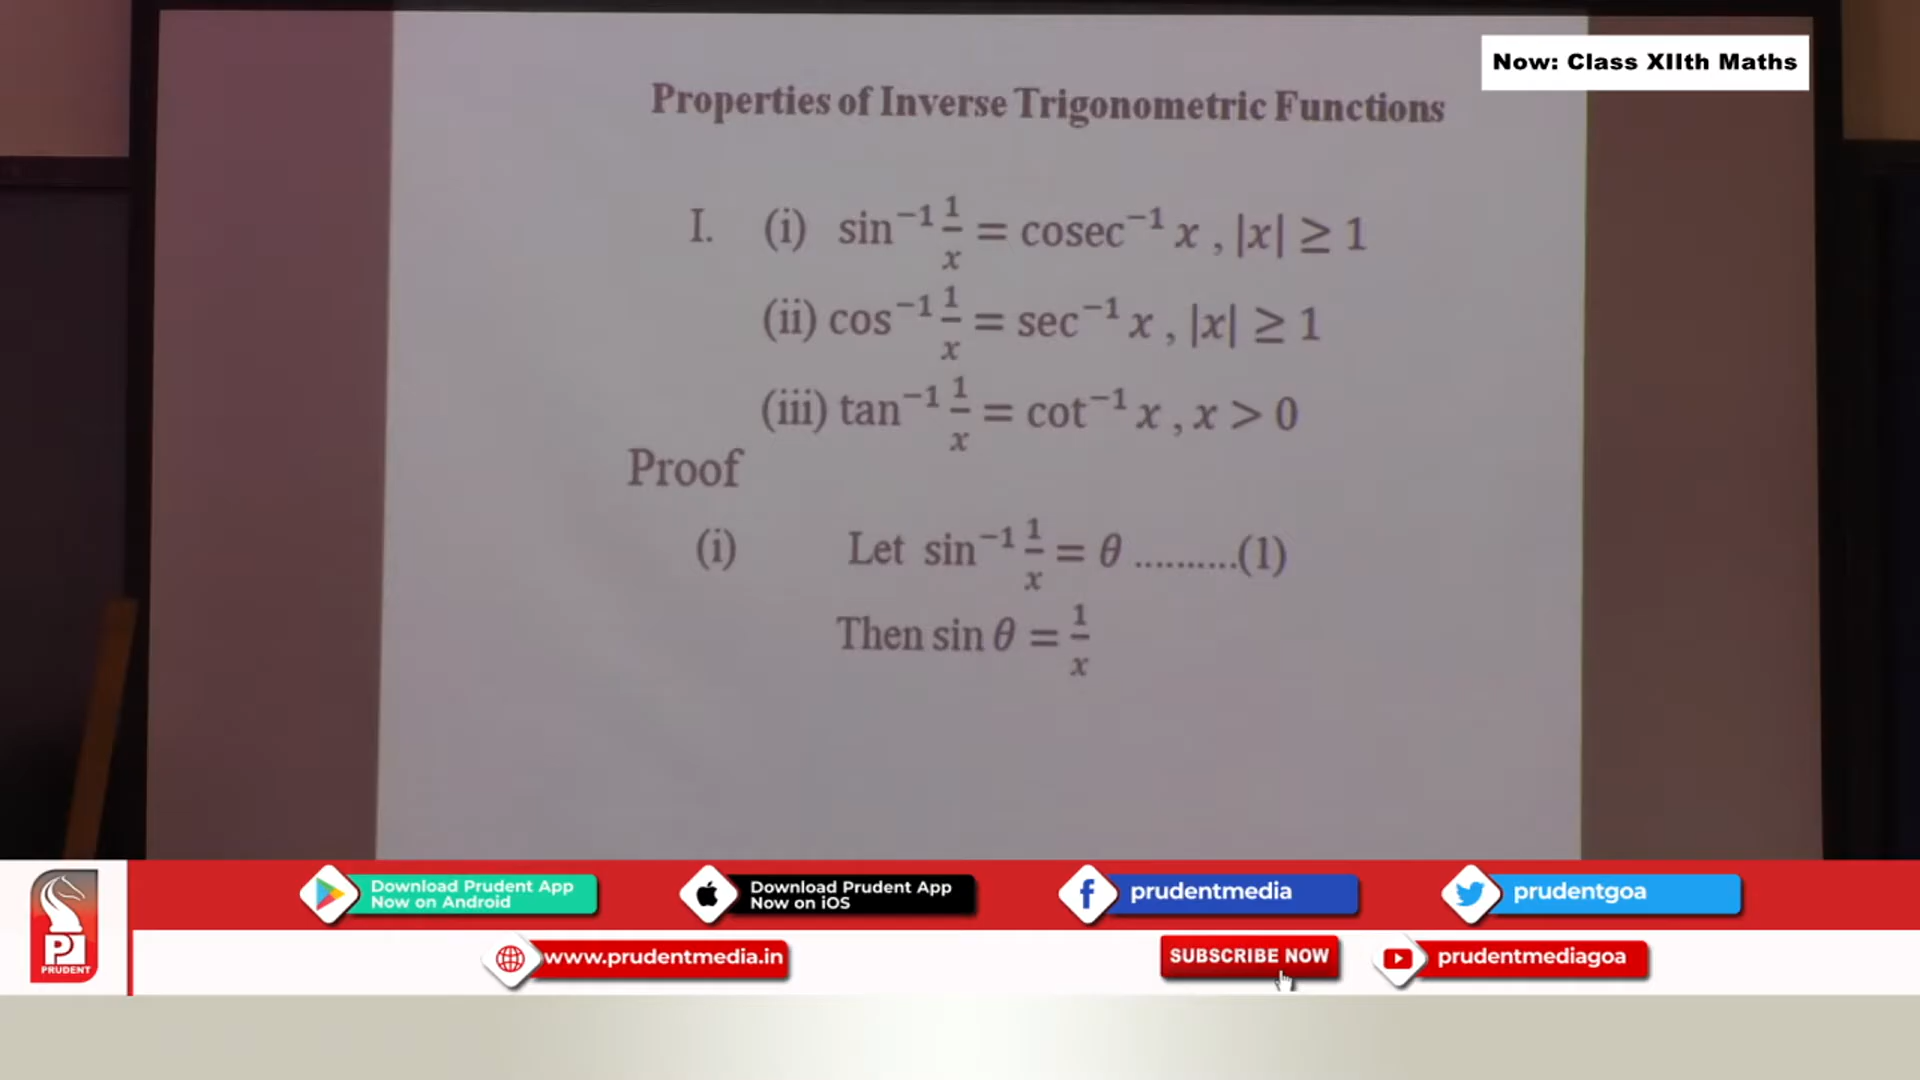 Now: Class XIIth Maths
Properties of Inverse Trigonometric Functions
I. (i) sin⁻¹ 1/x = cosec⁻¹ x , |x| ≥ 1
(ii) cos⁻¹ 1/x = sec⁻¹ x , |x| ≥ 1
(iii) tan⁻¹ 1/x = cot⁻¹ x , x > 0
Proof
(i) Let sin⁻¹ 1/x = θ ..........(1)
Then sin θ = 1/x
Download Prudent App
Now on Android
Download Prudent App
Now on iOS
prudentmedia
prudentgoa
PRUDENT
www.prudentmedia.in
SUBSCRIBE NOW
prudentmediagoa